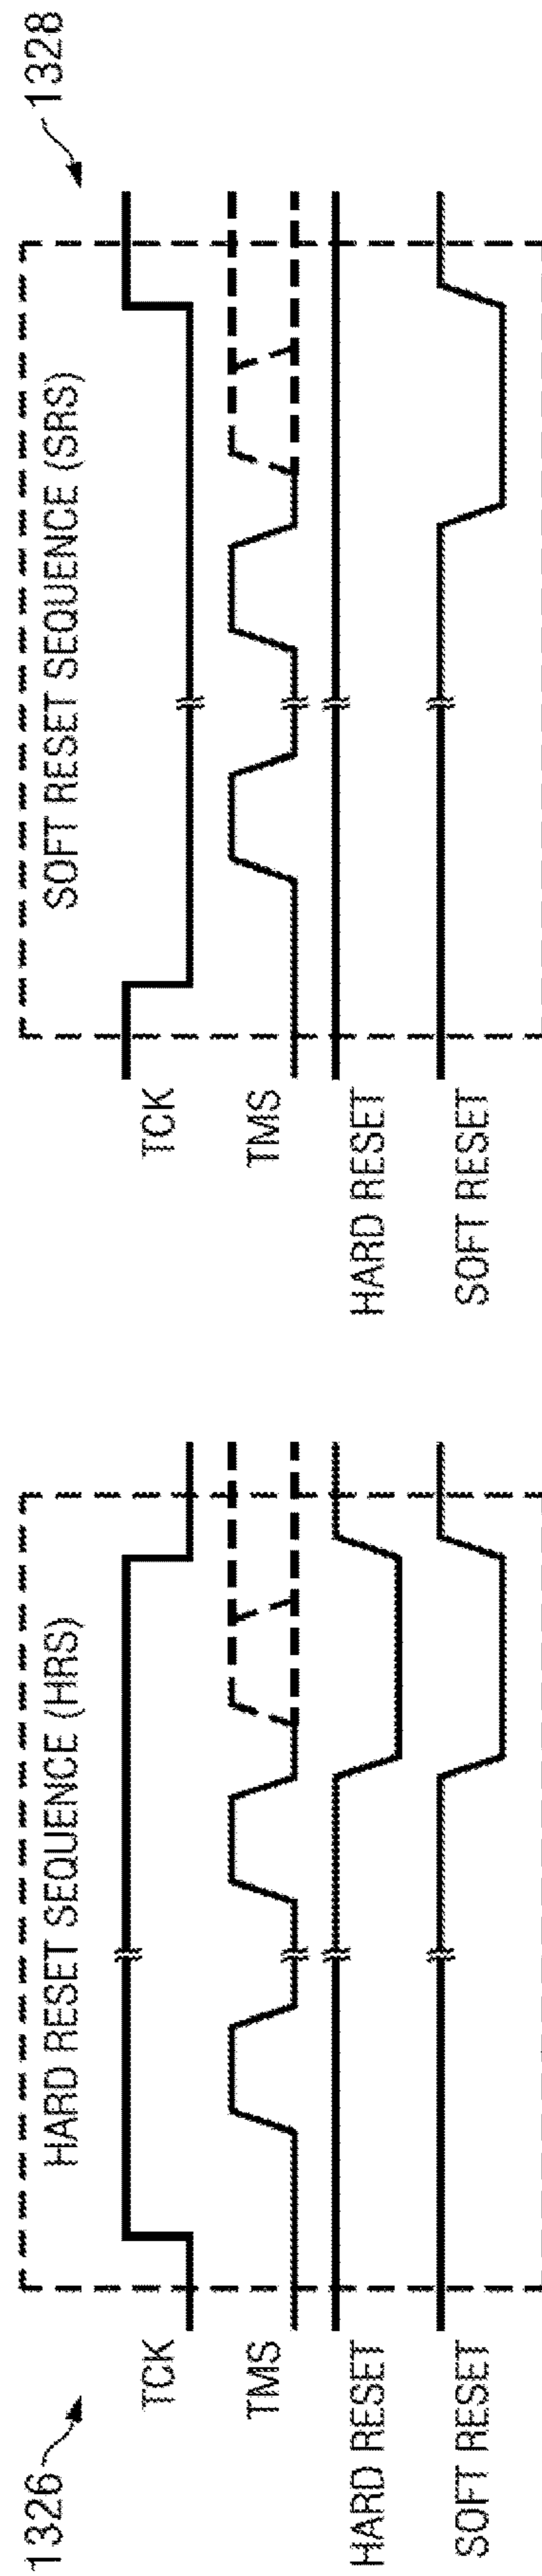 1326
HARD RESET SEQUENCE (HRS)
TCK
TMS
HARD RESET
SOFT RESET
1328
SOFT RESET SEQUENCE (SRS)
TCK
TMS
HARD RESET
SOFT RESET